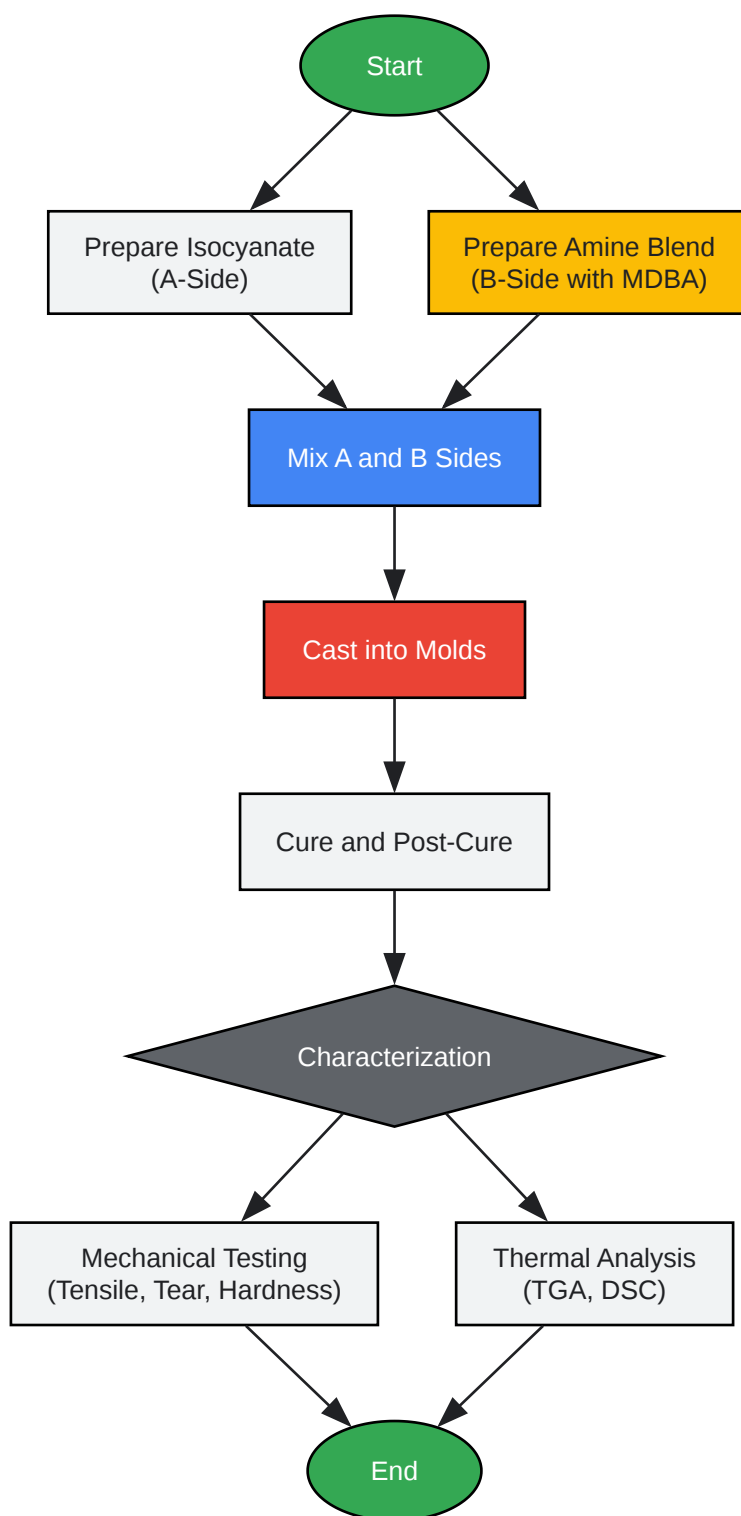 Start
Prepare Isocyanate
(A-Side)
Prepare Amine Blend
(B-Side with MDBA)
Mix A and B Sides
Cast into Molds
Cure and Post-Cure
Characterization
Mechanical Testing
(Tensile, Tear, Hardness)
Thermal Analysis
(TGA, DSC)
End